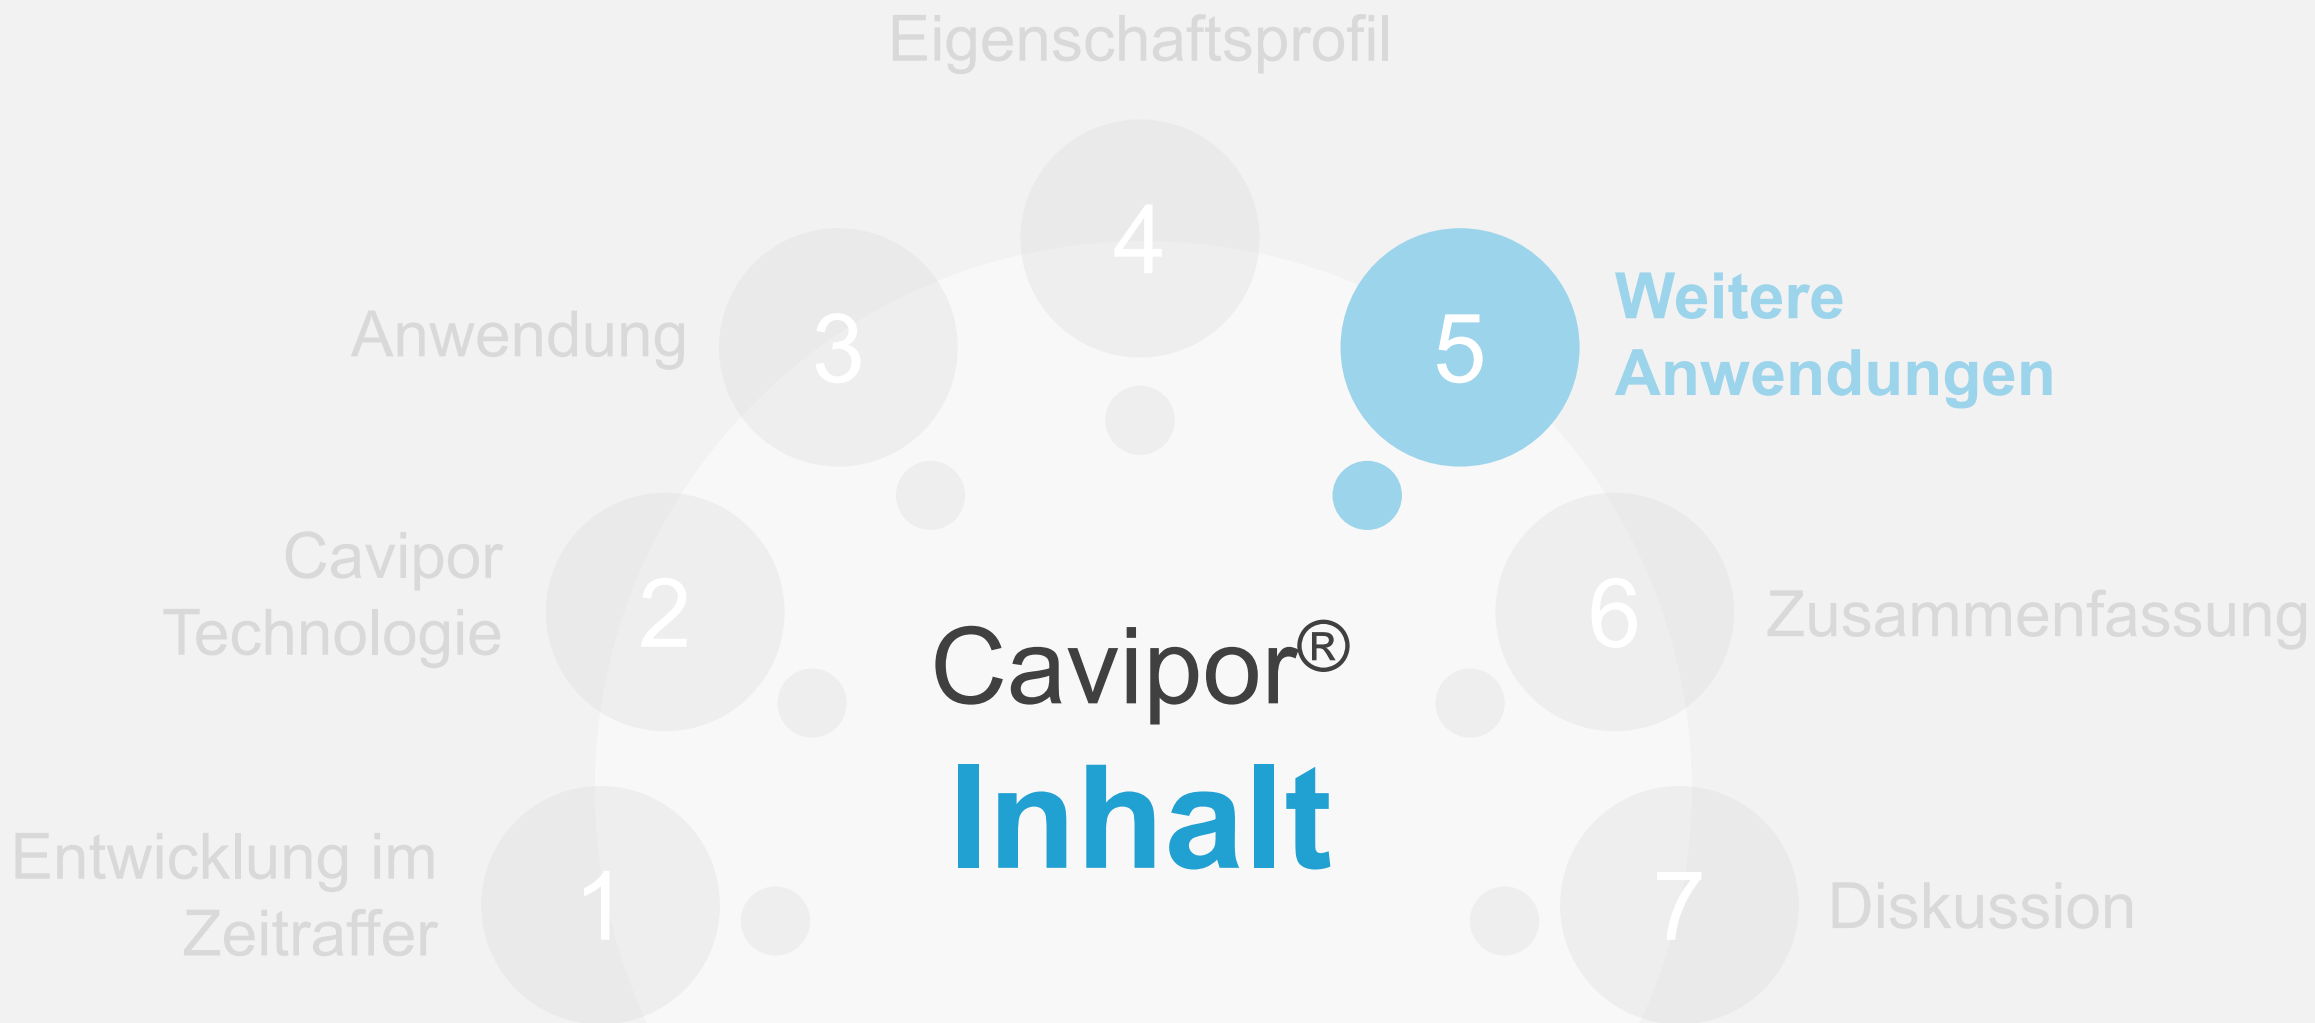 Eigenschaftsprofil
4
Anwendung
3
5
Weitere
Anwendungen
Cavipor
Technologie
2
6
Zusammenfassung
Cavipor®
Inhalt
Entwicklung im
Zeitraffer
1
7
Diskussion